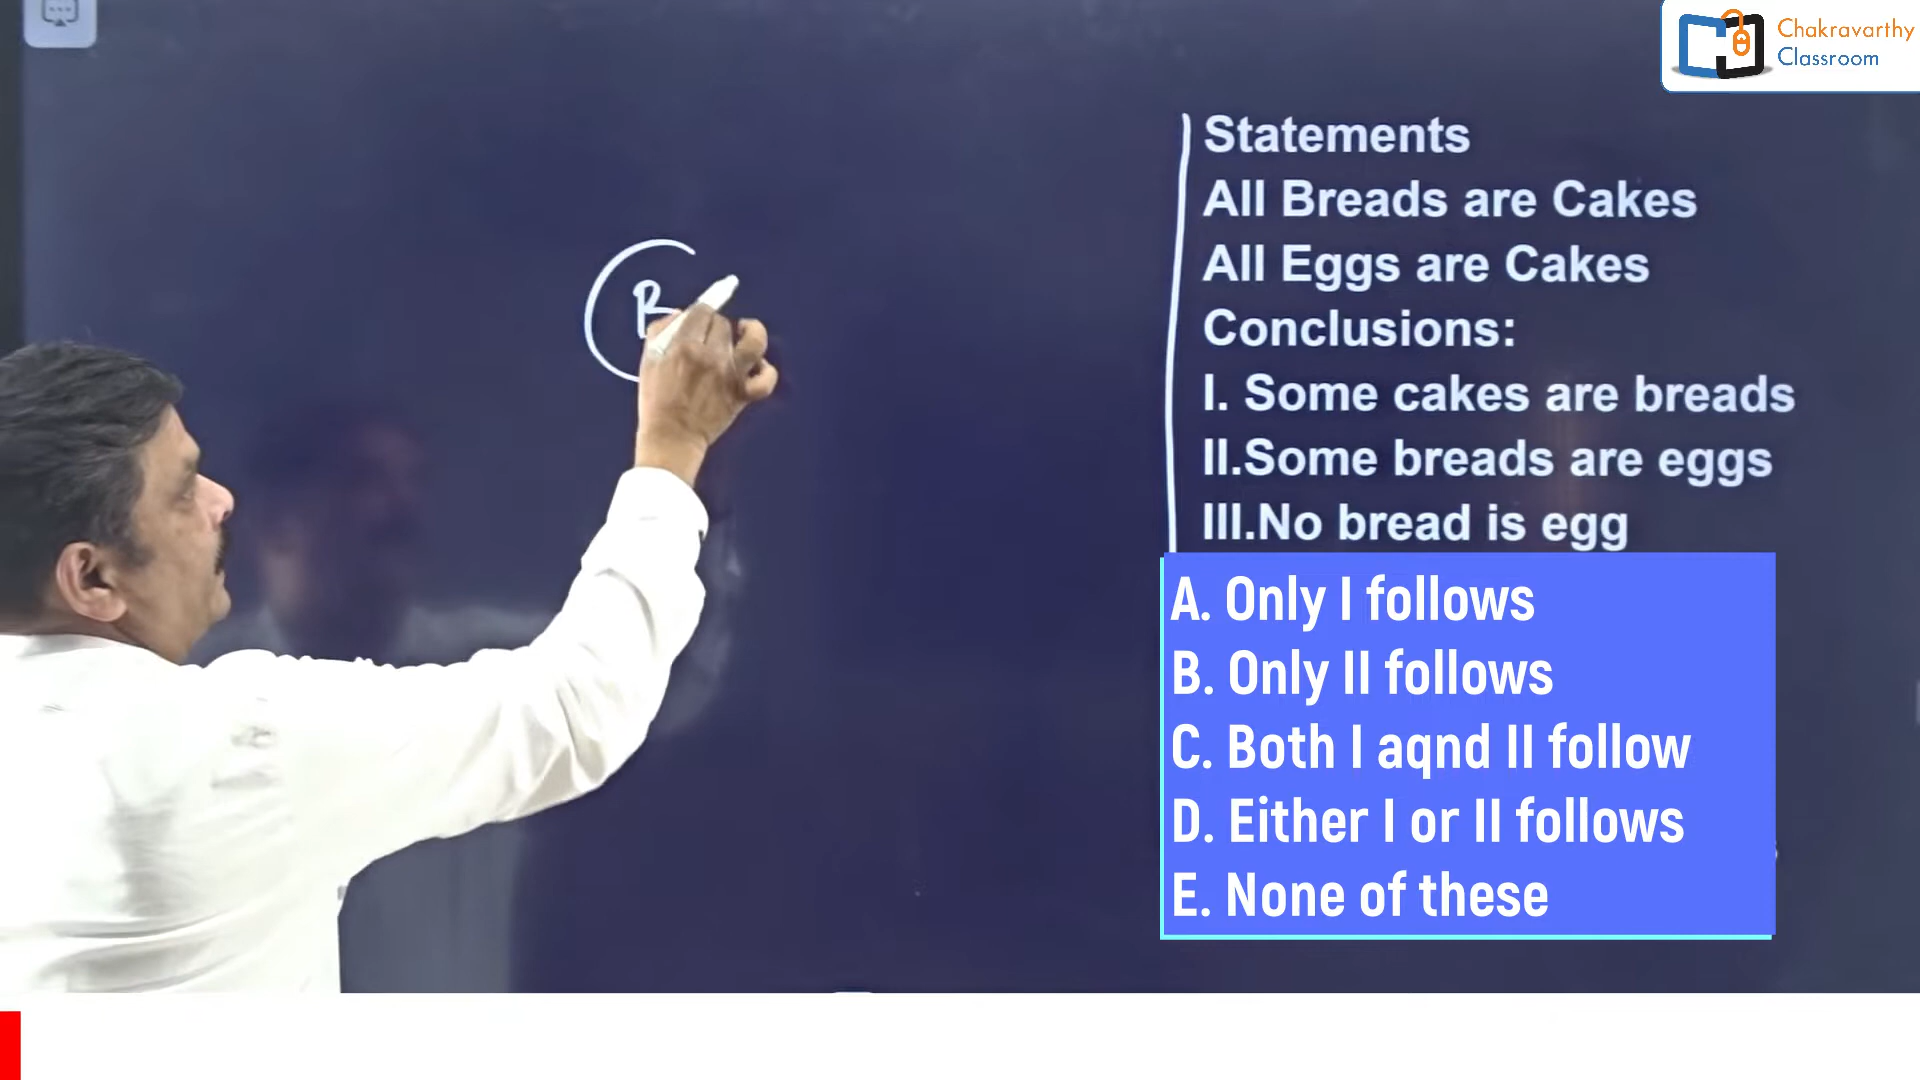 Chakravarthy
Classroom
Statements
All Breads are Cakes
All Eggs are Cakes
Conclusions:
I. Some cakes are breads
II.Some breads are eggs
III.No bread is egg
B
A. Only I follows
B. Only II follows
C. Both I aqnd II follow
D. Either I or II follows
E. None of these